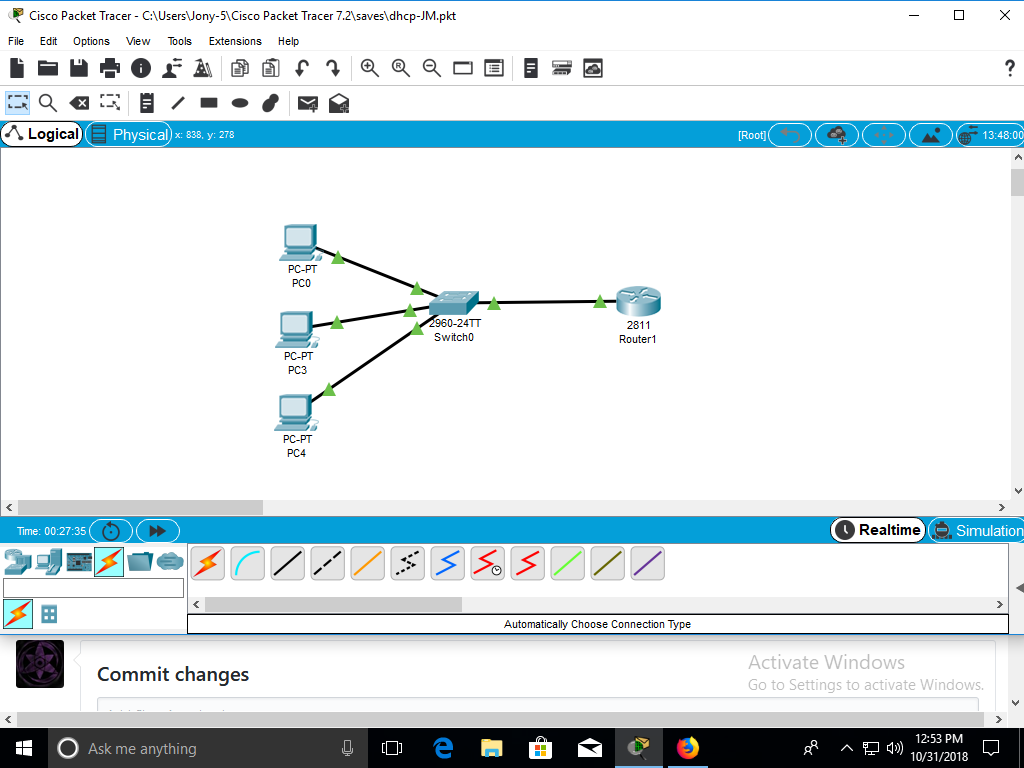 Cisco Packet Tracer - C:\Users\Jony-5\Cisco Packet Tracer 7.2\saves\dhcp-JM.pkt
File Edit Options View Tools Extensions Help
Logical Physical x: 838, y: 278 [Root] 13:48:00
PC-PT
PC0
2960-24TT
Switch0
2811
Router1
PC-PT
PC3
PC-PT
PC4
Time: 00:27:35 Realtime Simulation
Automatically Choose Connection Type
Commit changes
Activate Windows
Go to Settings to activate Windows.
Ask me anything
12:53 PM
10/31/2018